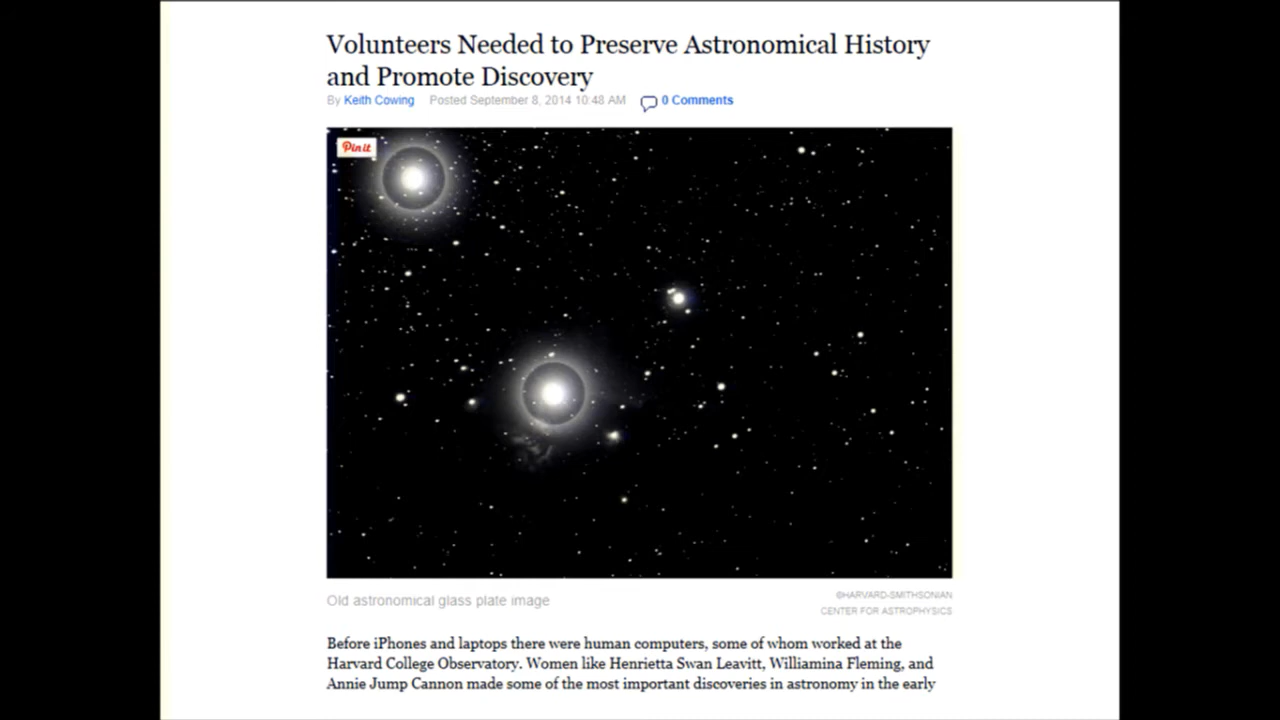 Volunteers Needed to Preserve Astronomical History
and Promote Discovery
By Keith Cowing Posted September 8, 2014 10:48 AM 0 Comments
Pin it
Old astronomical glass plate image
©HARVARD-SMITHSONIAN
CENTER FOR ASTROPHYSICS
Before iPhones and laptops there were human computers, some of whom worked at the
Harvard College Observatory. Women like Henrietta Swan Leavitt, Williamina Fleming, and
Annie Jump Cannon made some of the most important discoveries in astronomy in the early